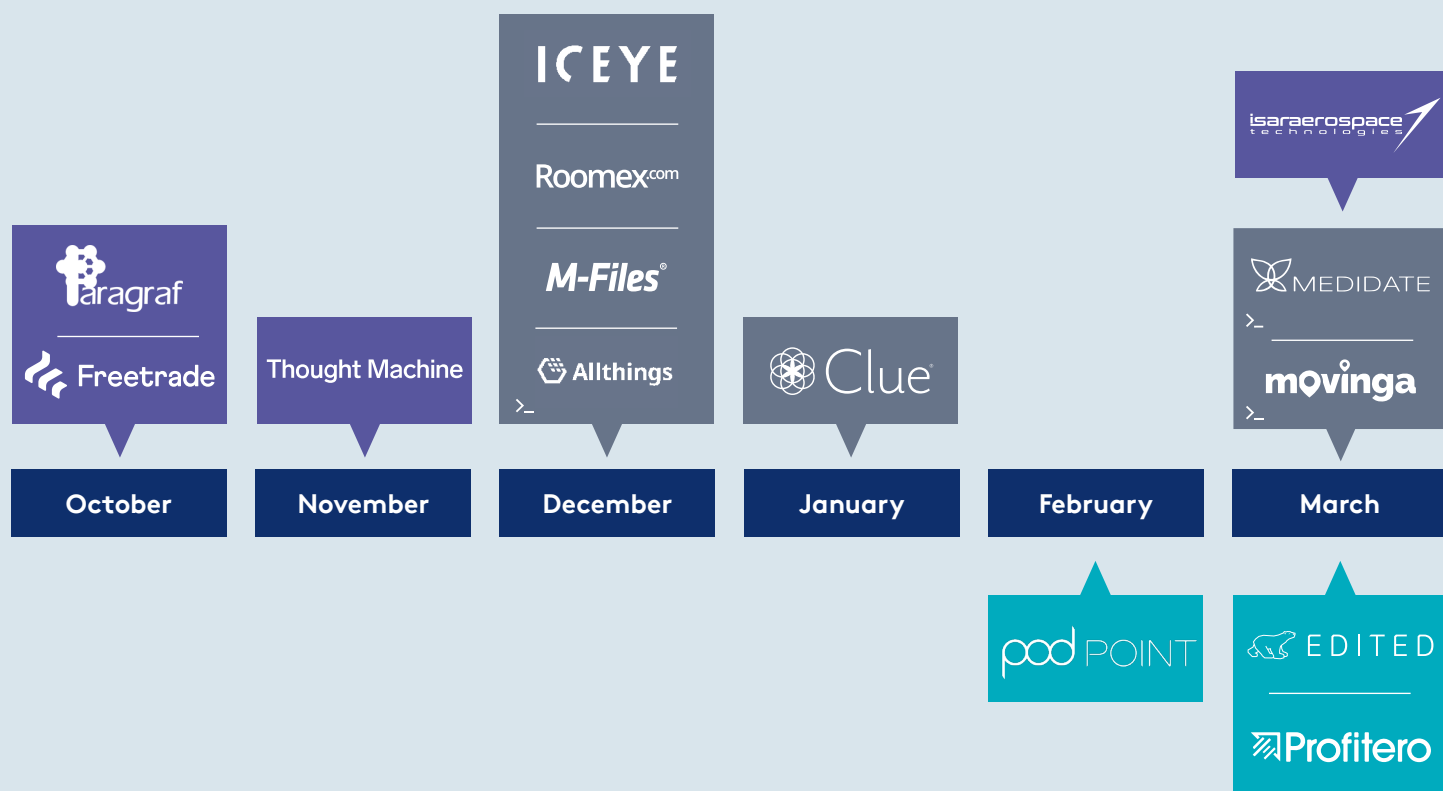 ICEYE
Roomex.com
M-Files®
Allthings
>_
isaraerospace
technologies
Paragraf
Freetrade
Thought Machine
Clue
MEDIDATE
>_
movinga
>_
October
November
December
January
February
March
pod POINT
EDITED
Profitero